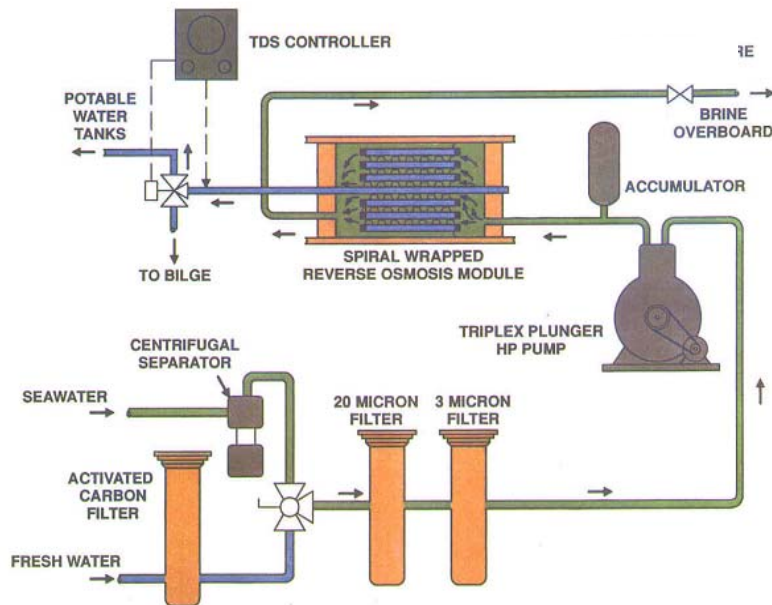 TDS CONTROLLER
RE
POTABLE
WATER
TANKS
BRINE
OVERBOARD
ACCUMULATOR
SPIRAL WRAPPED
REVERSE OSMOSIS MODULE
TO BILGE
TRIPLEX PLUNGER
HP PUMP
CENTRIFUGAL
SEPARATOR
SEAWATER
20 MICRON
FILTER
3 MICRON
FILTER
ACTIVATED
CARBON
FILTER
FRESH WATER